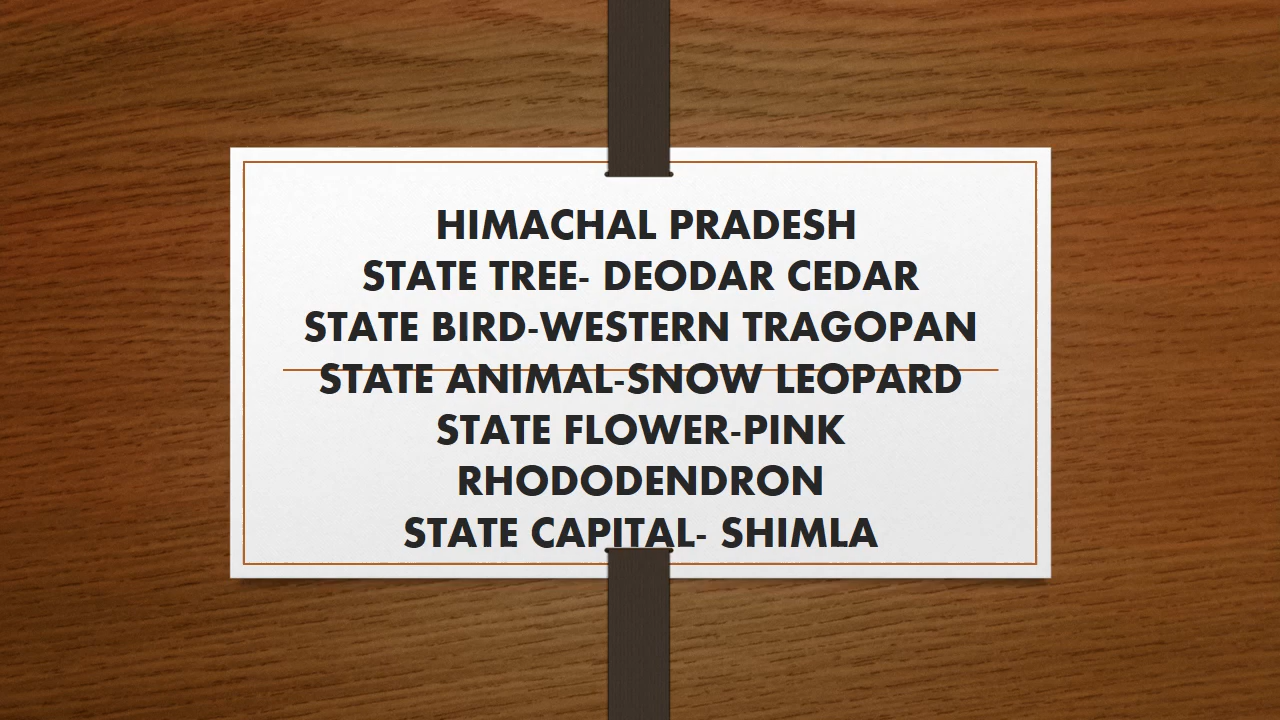 HIMACHAL PRADESH
STATE TREE- DEODAR CEDAR
STATE BIRD-WESTERN TRAGOPAN
STATE ANIMAL-SNOW LEOPARD
STATE FLOWER-PINK
RHODODENDRON
STATE CAPITAL- SHIMLA